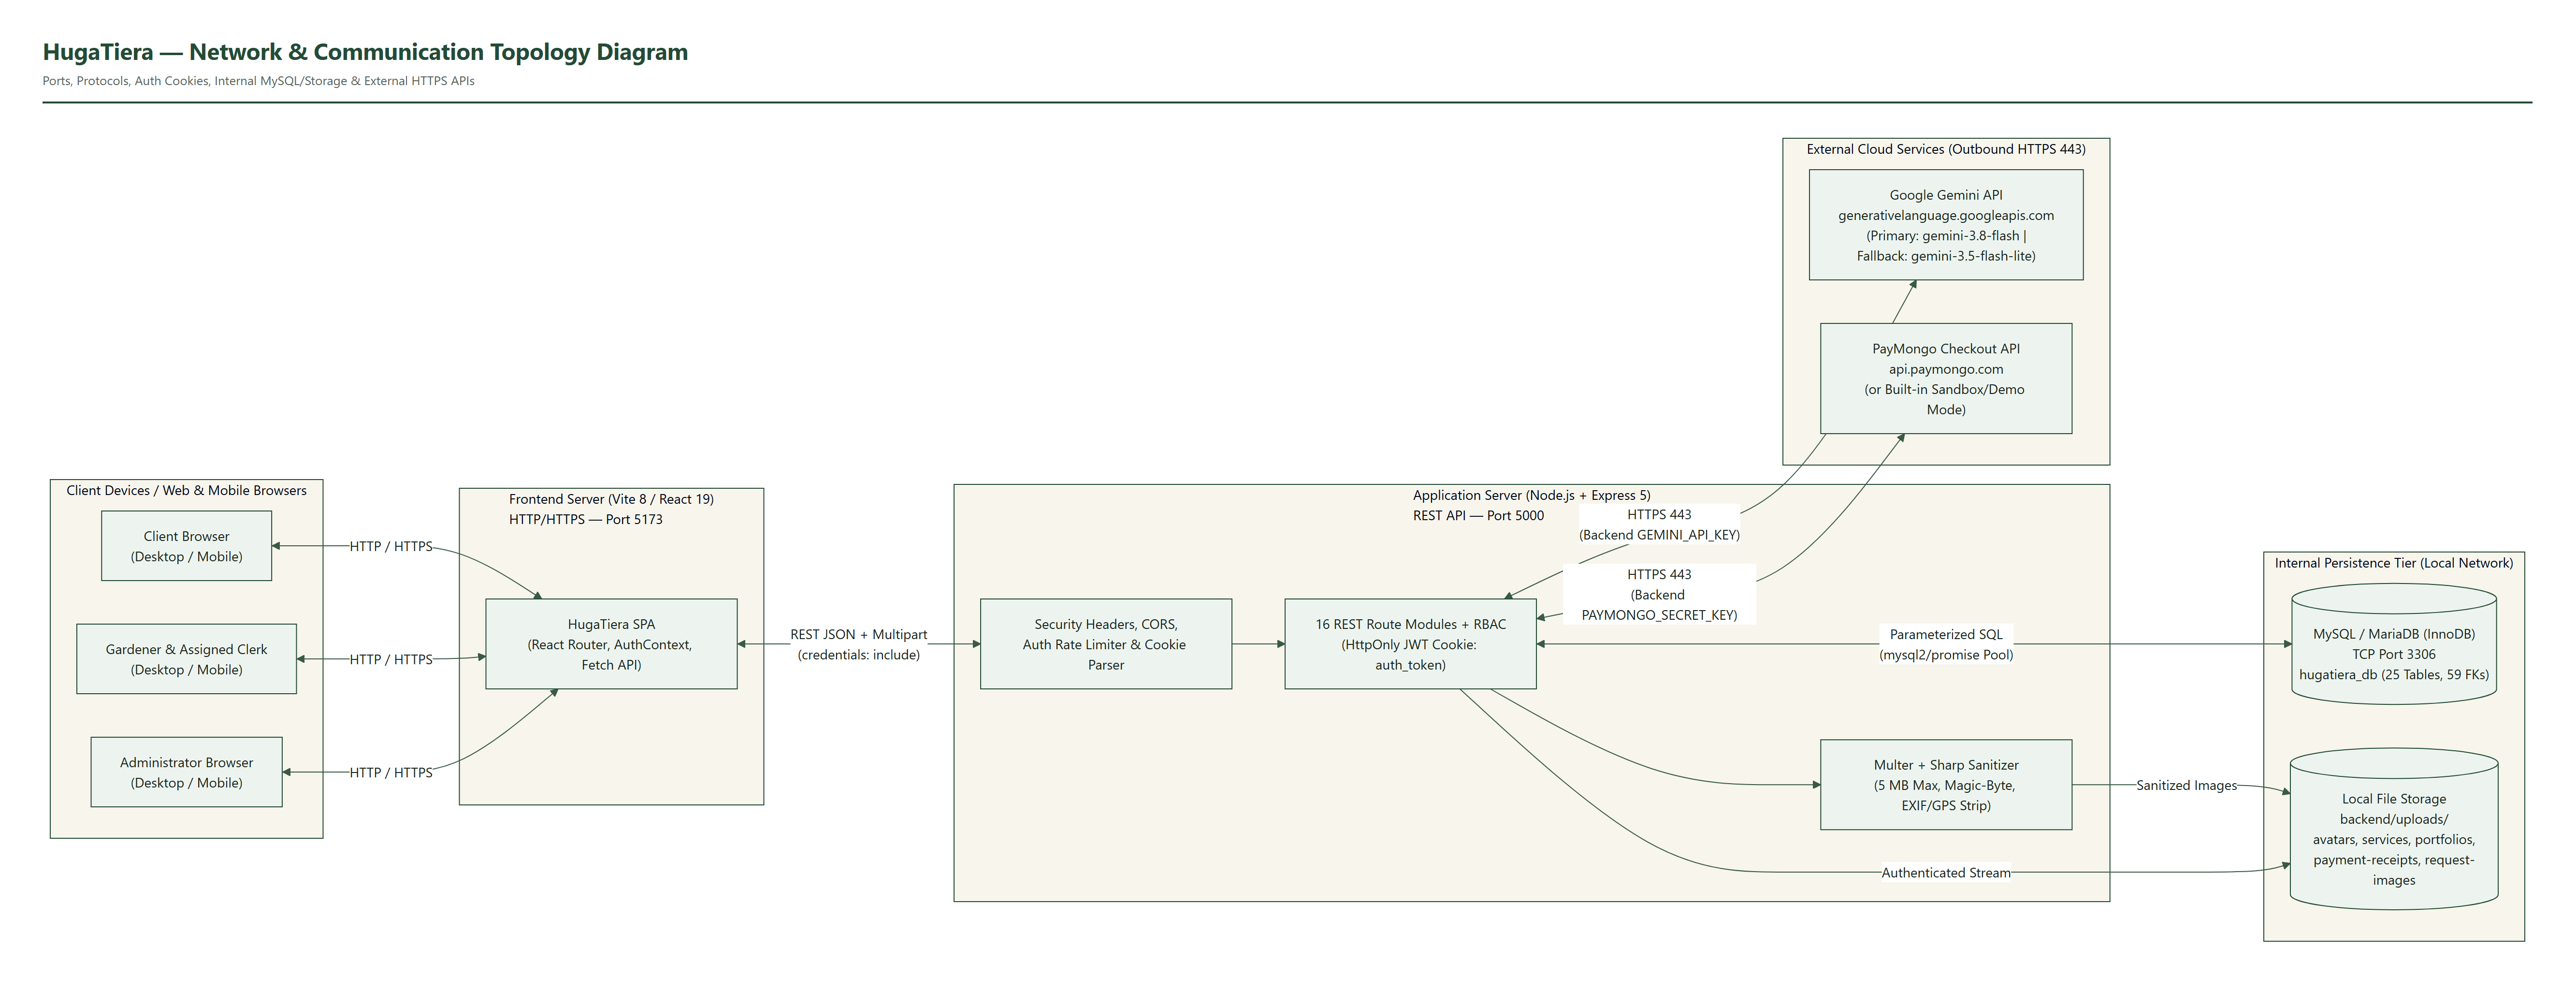 HugaTiera — Network & Communication Topology Diagram
Ports, Protocols, Auth Cookies, Internal MySQL/Storage & External HTTPS APIs
External Cloud Services (Outbound HTTPS 443)
Google Gemini API
generativelanguage.googleapis.com
(Primary: gemini-3.8-flash |
Fallback: gemini-3.5-flash-lite)
PayMongo Checkout API
api.paymongo.com
(or Built-in Sandbox/Demo
Mode)
Client Devices / Web & Mobile Browsers
Client Browser
(Desktop / Mobile)
Gardener & Assigned Clerk
(Desktop / Mobile)
Administrator Browser
(Desktop / Mobile)
HTTP / HTTPS
HTTP / HTTPS
HTTP / HTTPS
Frontend Server (Vite 8 / React 19)
HTTP/HTTPS — Port 5173
HugaTiera SPA
(React Router, AuthContext,
Fetch API)
REST JSON + Multipart
(credentials: include)
Application Server (Node.js + Express 5)
REST API — Port 5000
HTTPS 443
(Backend GEMINI_API_KEY)
HTTPS 443
(Backend
PAYMONGO_SECRET_KEY)
Security Headers, CORS,
Auth Rate Limiter & Cookie
Parser
16 REST Route Modules + RBAC
(HttpOnly JWT Cookie:
auth_token)
Parameterized SQL
(mysql2/promise Pool)
Multer + Sharp Sanitizer
(5 MB Max, Magic-Byte,
EXIF/GPS Strip)
Sanitized Images
Authenticated Stream
Internal Persistence Tier (Local Network)
MySQL / MariaDB (InnoDB)
TCP Port 3306
hugatiera_db (25 Tables, 59 FKs)
Local File Storage
backend/uploads/
avatars, services, portfolios,
payment-receipts, request-
images